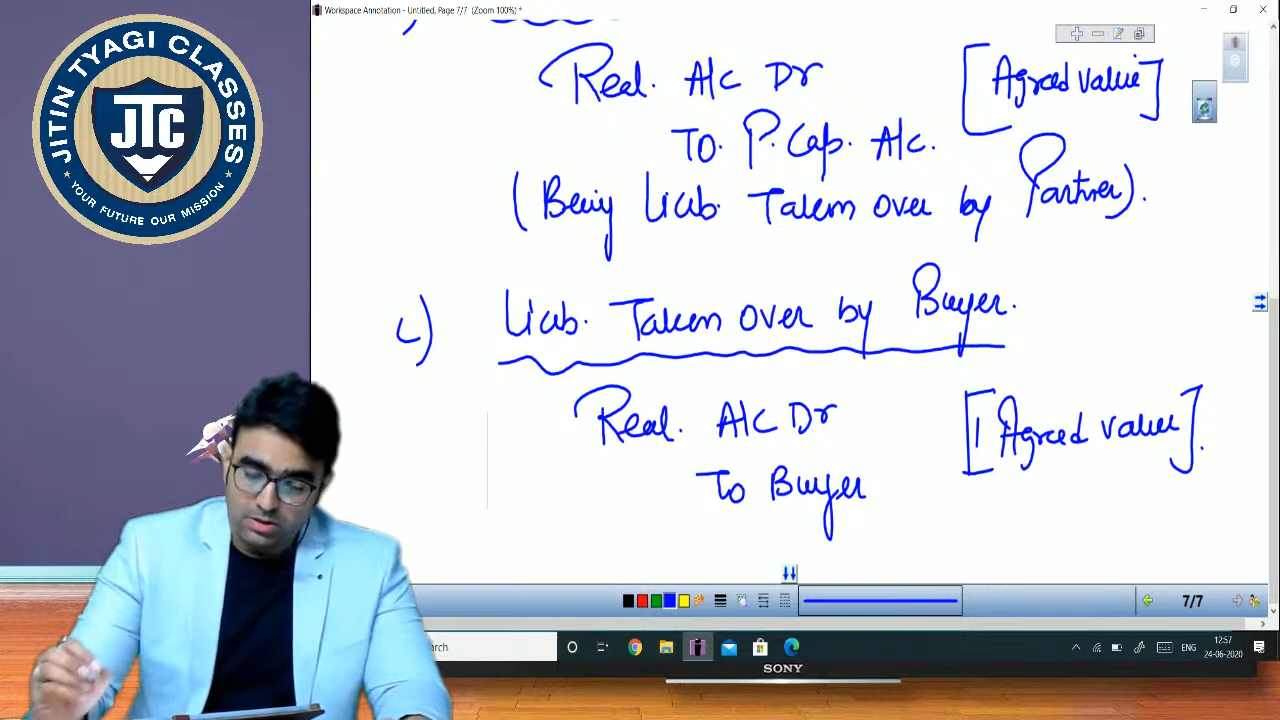 Workspace Annotation - Untitled, Page 7/7 (Zoom 100%) *
JITIN TYAGI CLASSES
JTC
YOUR FUTURE OUR MISSION
Real. A/c Dr [Agreed value]
To. P. Cap. A/c.
(Being Liab. Taken over by Partner).
c) Liab. Taken over by Buyer.
Real. A/c Dr [Agreed value].
To Buyer
7/7
earch
ENG
12:57
24-06-2020
SONY